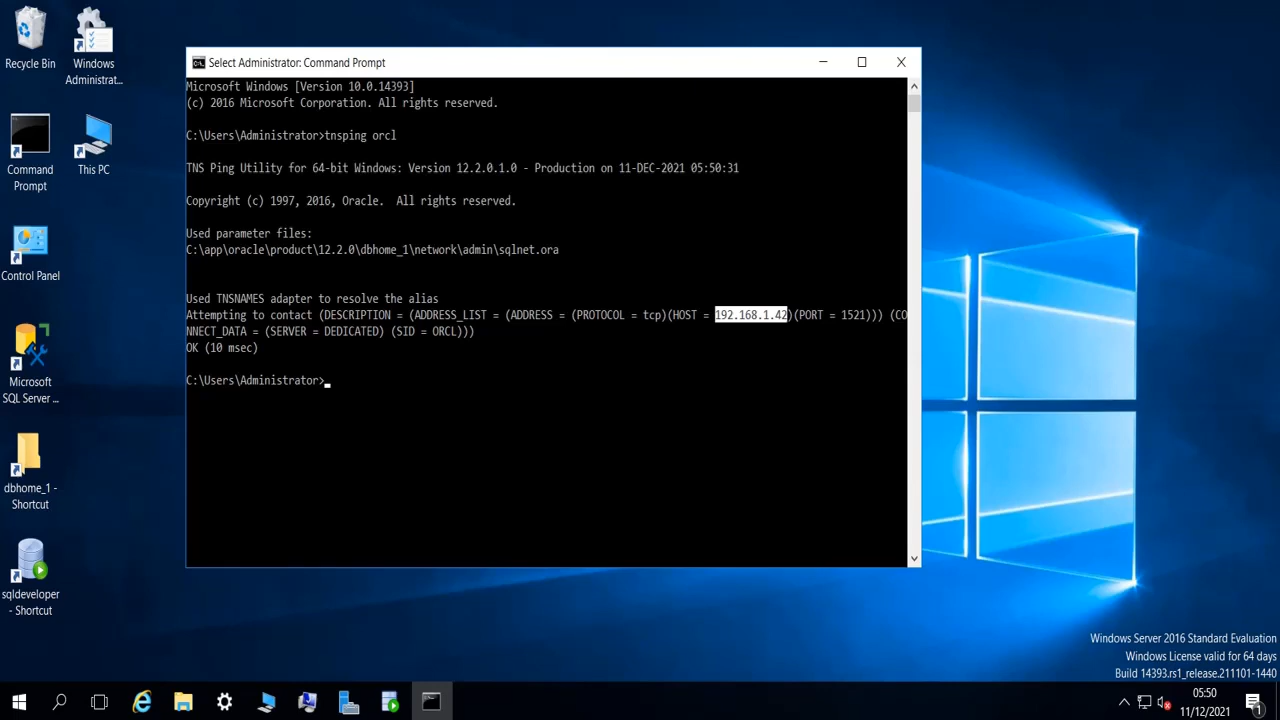 Recycle Bin
Windows
Administrat...
Command
Prompt
This PC
Control Panel
Microsoft
SQL Server ...
dbhome_1 -
Shortcut
sqldeveloper
- Shortcut
Select Administrator: Command Prompt
Microsoft Windows [Version 10.0.14393]
(c) 2016 Microsoft Corporation. All rights reserved.
C:\Users\Administrator>tnsping orcl
TNS Ping Utility for 64-bit Windows: Version 12.2.0.1.0 - Production on 11-DEC-2021 05:50:31
Copyright (c) 1997, 2016, Oracle.  All rights reserved.
Used parameter files:
C:\app\oracle\product\12.2.0\dbhome_1\network\admin\sqlnet.ora
Used TNSNAMES adapter to resolve the alias
Attempting to contact (DESCRIPTION = (ADDRESS_LIST = (ADDRESS = (PROTOCOL = tcp)(HOST = 192.168.1.42)(PORT = 1521))) (CO
NNECT_DATA = (SERVER = DEDICATED) (SID = ORCL)))
OK (10 msec)
C:\Users\Administrator>
Windows Server 2016 Standard Evaluation
Windows License valid for 64 days
Build 14393.rs1_release.211101-1440
05:50
11/12/2021
1